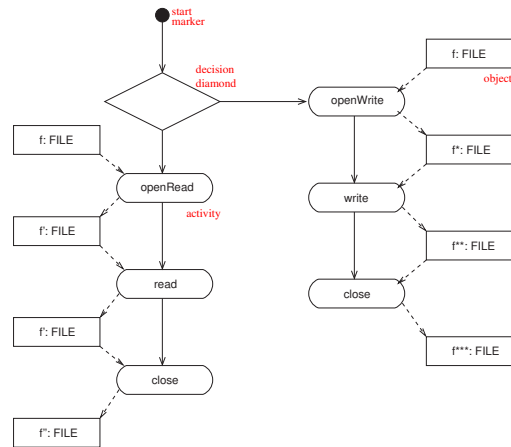 start
marker
decision
diamond
f: FILE
object
openWrite
f: FILE
f*: FILE
openRead
write
activity
f': FILE
f**: FILE
read
close
f': FILE
f***: FILE
close
f": FILE